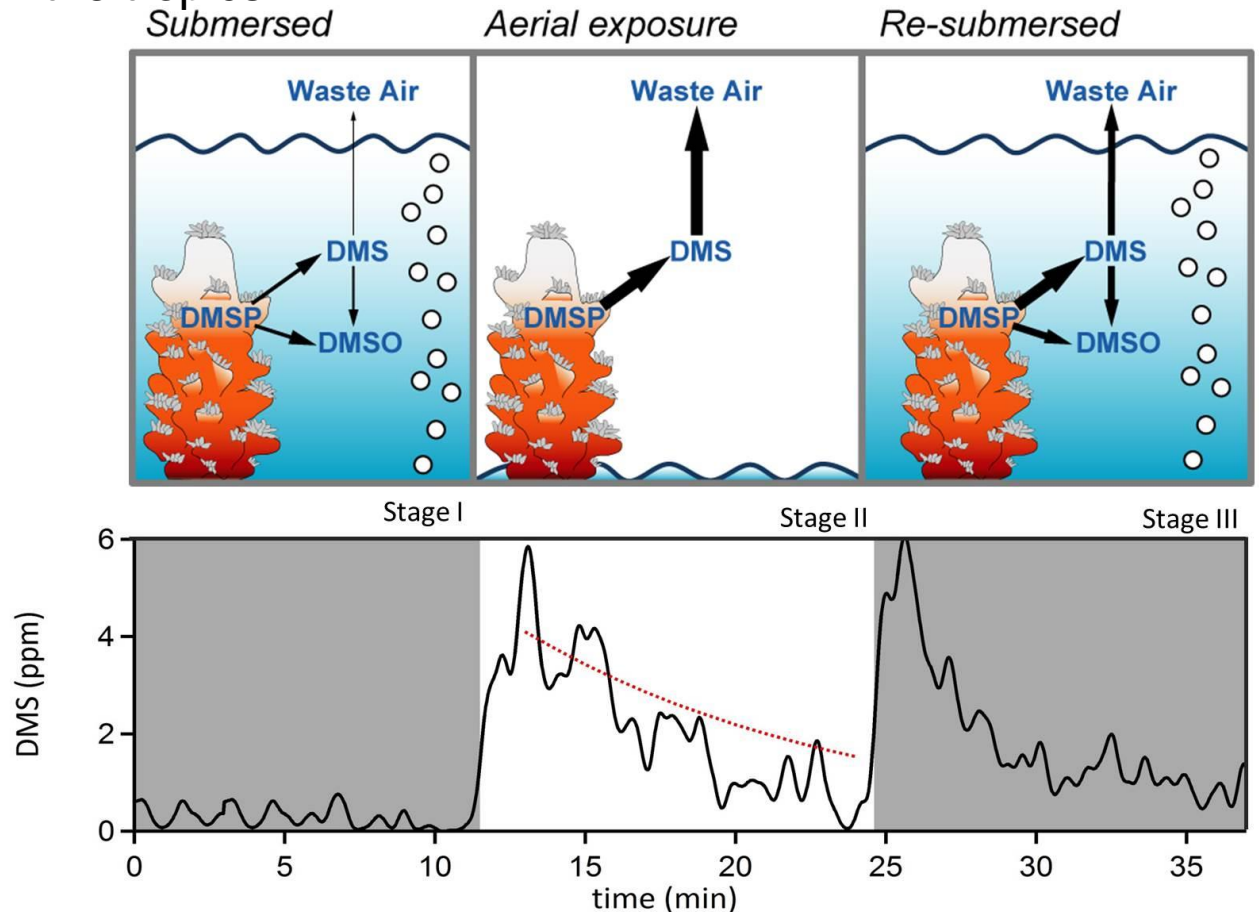 Submersed Aerial exposure Re-submersed
Waste Air Waste Air Waste Air
DMS DMS DMS
DMSP DMSP DMSP
DMSO DMSO
Stage I Stage II Stage III
6
4
2
0
DMS (ppm)
0 5 10 15 20 25 30 35
time (min)